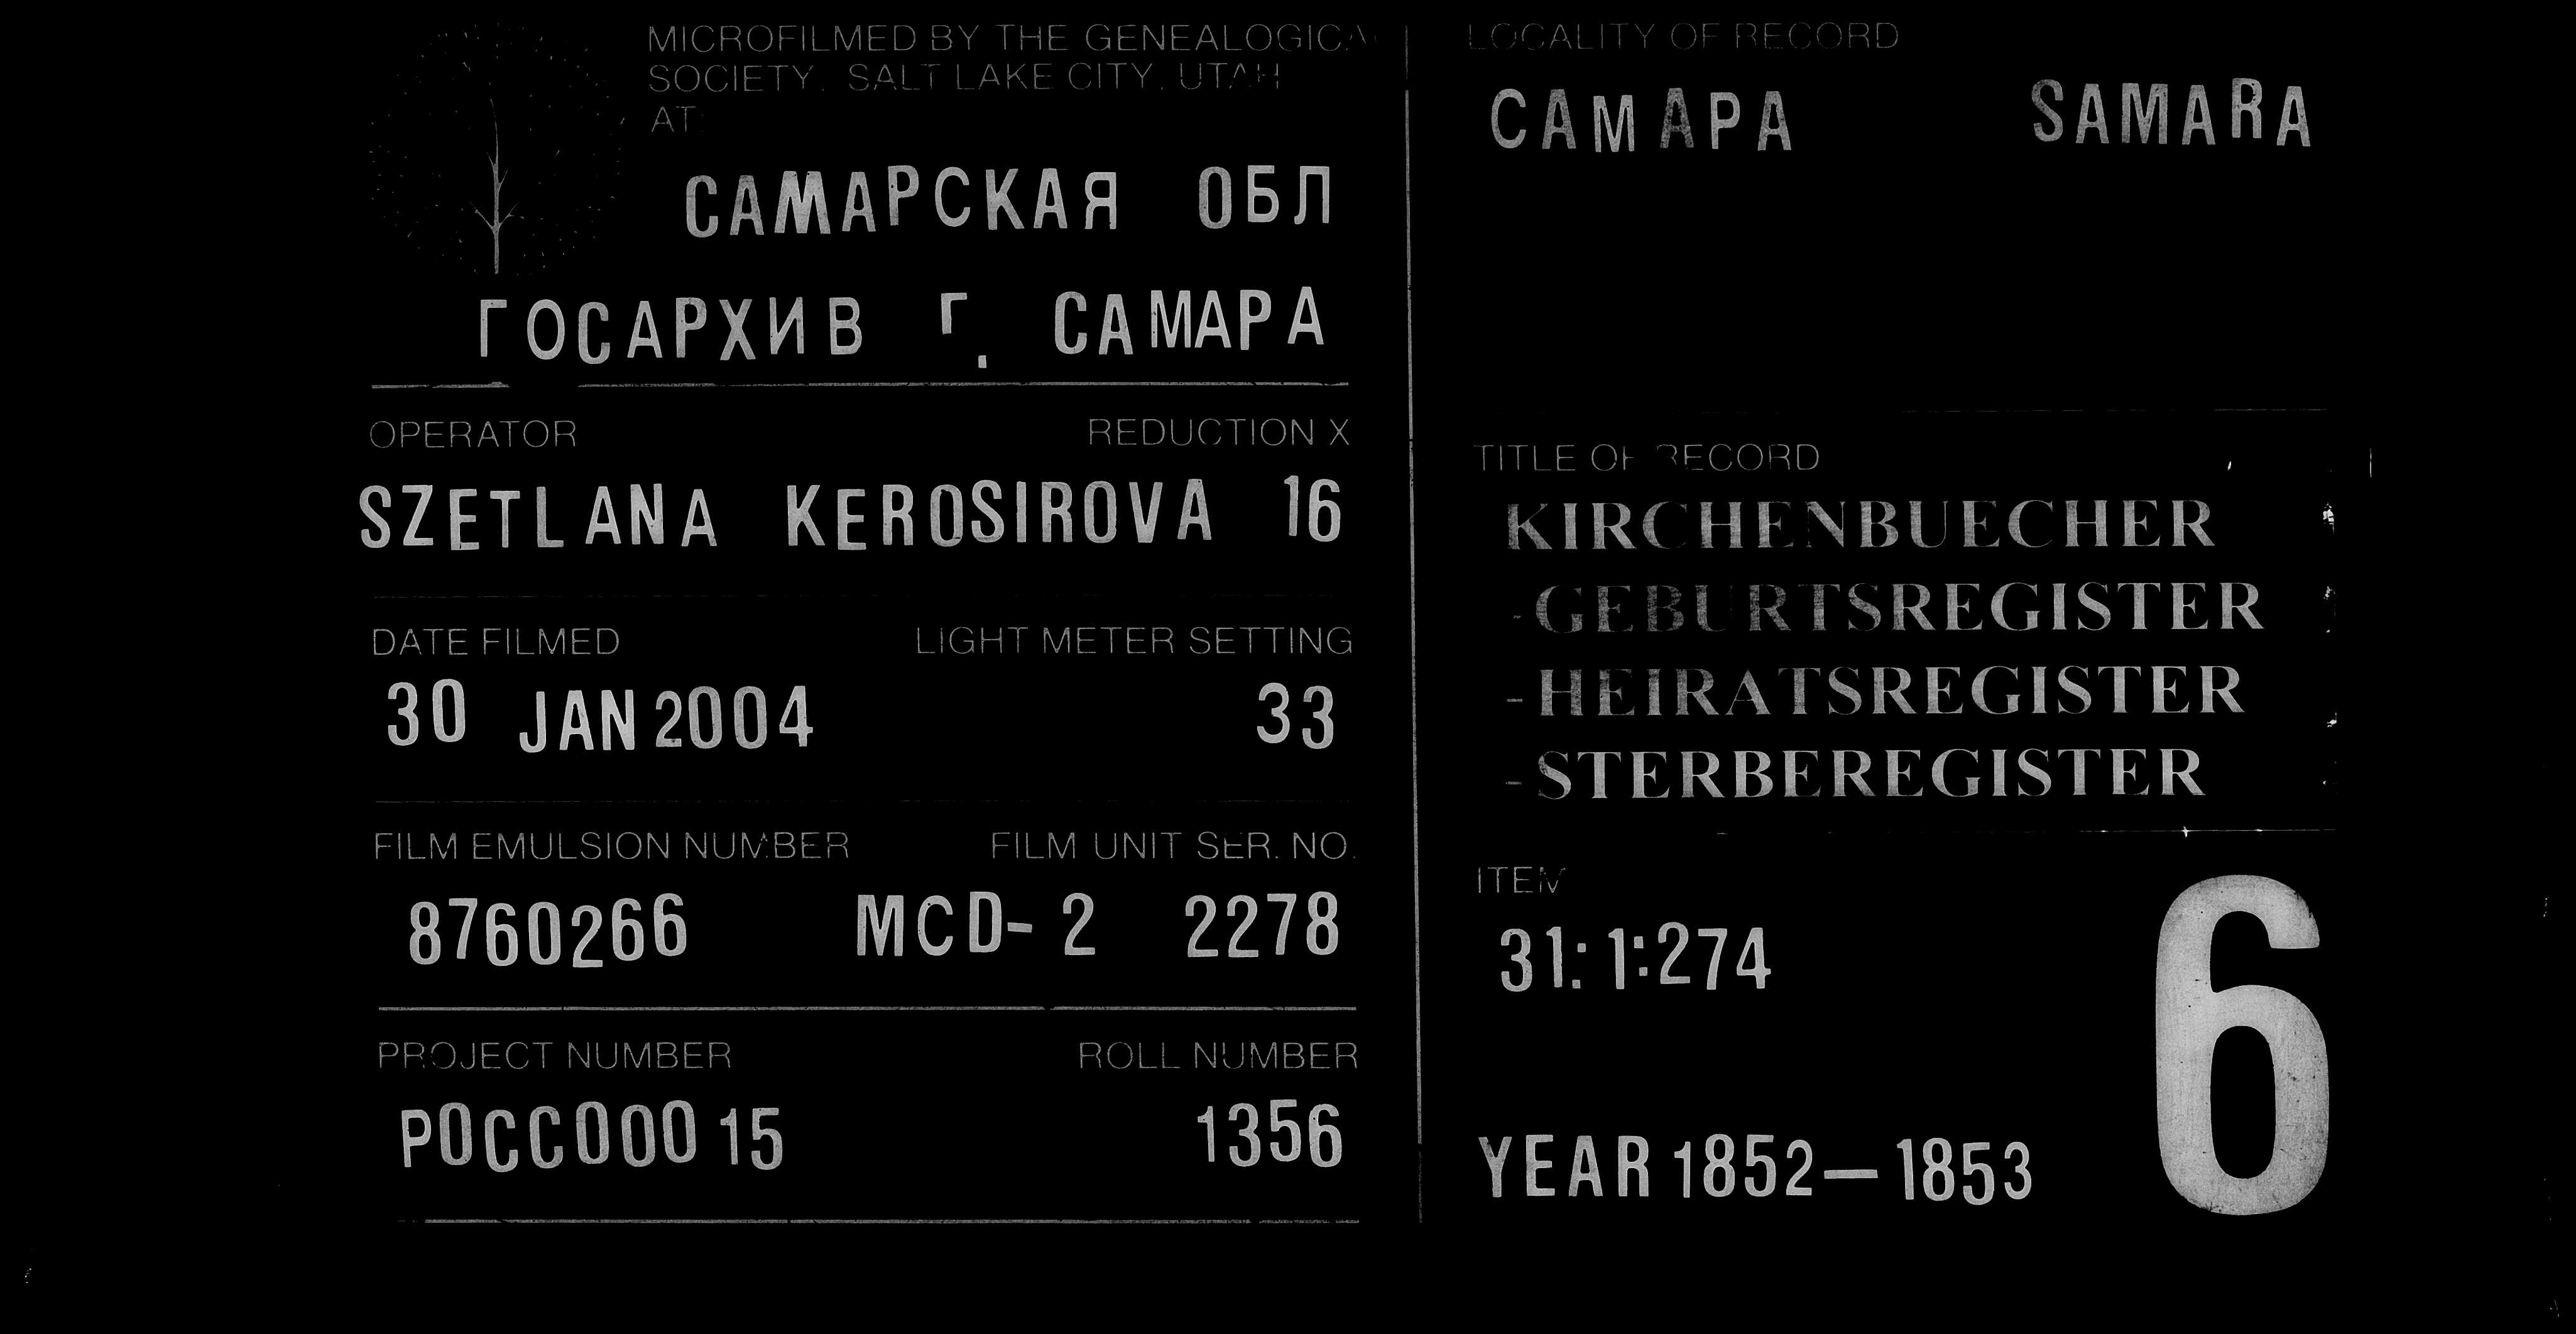 MICROFILMED BY THE GENEALOGICAL
SOCIETY, SALT LAKE CITY, UTAH
AT:
САМАРСКАЯ ОБЛ
ГОСАРХИВ г. САМАРА
OPERATOR REDUCTION X
SZETLANA KEROSIROVA 16
DATE FILMED LIGHT METER SETTING
30 JAN 2004 33
FILM EMULSION NUMBER FILM UNIT SER. NO.
8760266 MCD- 2 2278
PROJECT NUMBER ROLL NUMBER
РОСС00015 1356
LOCALITY OF RECORD
САМАРА SAMARA
TITLE OF RECORD
KIRCHENBUECHER
-GEBURTSREGISTER
-HEIRATSREGISTER
-STERBEREGISTER
ITEM
31:1:274
6
YEAR 1852—1853